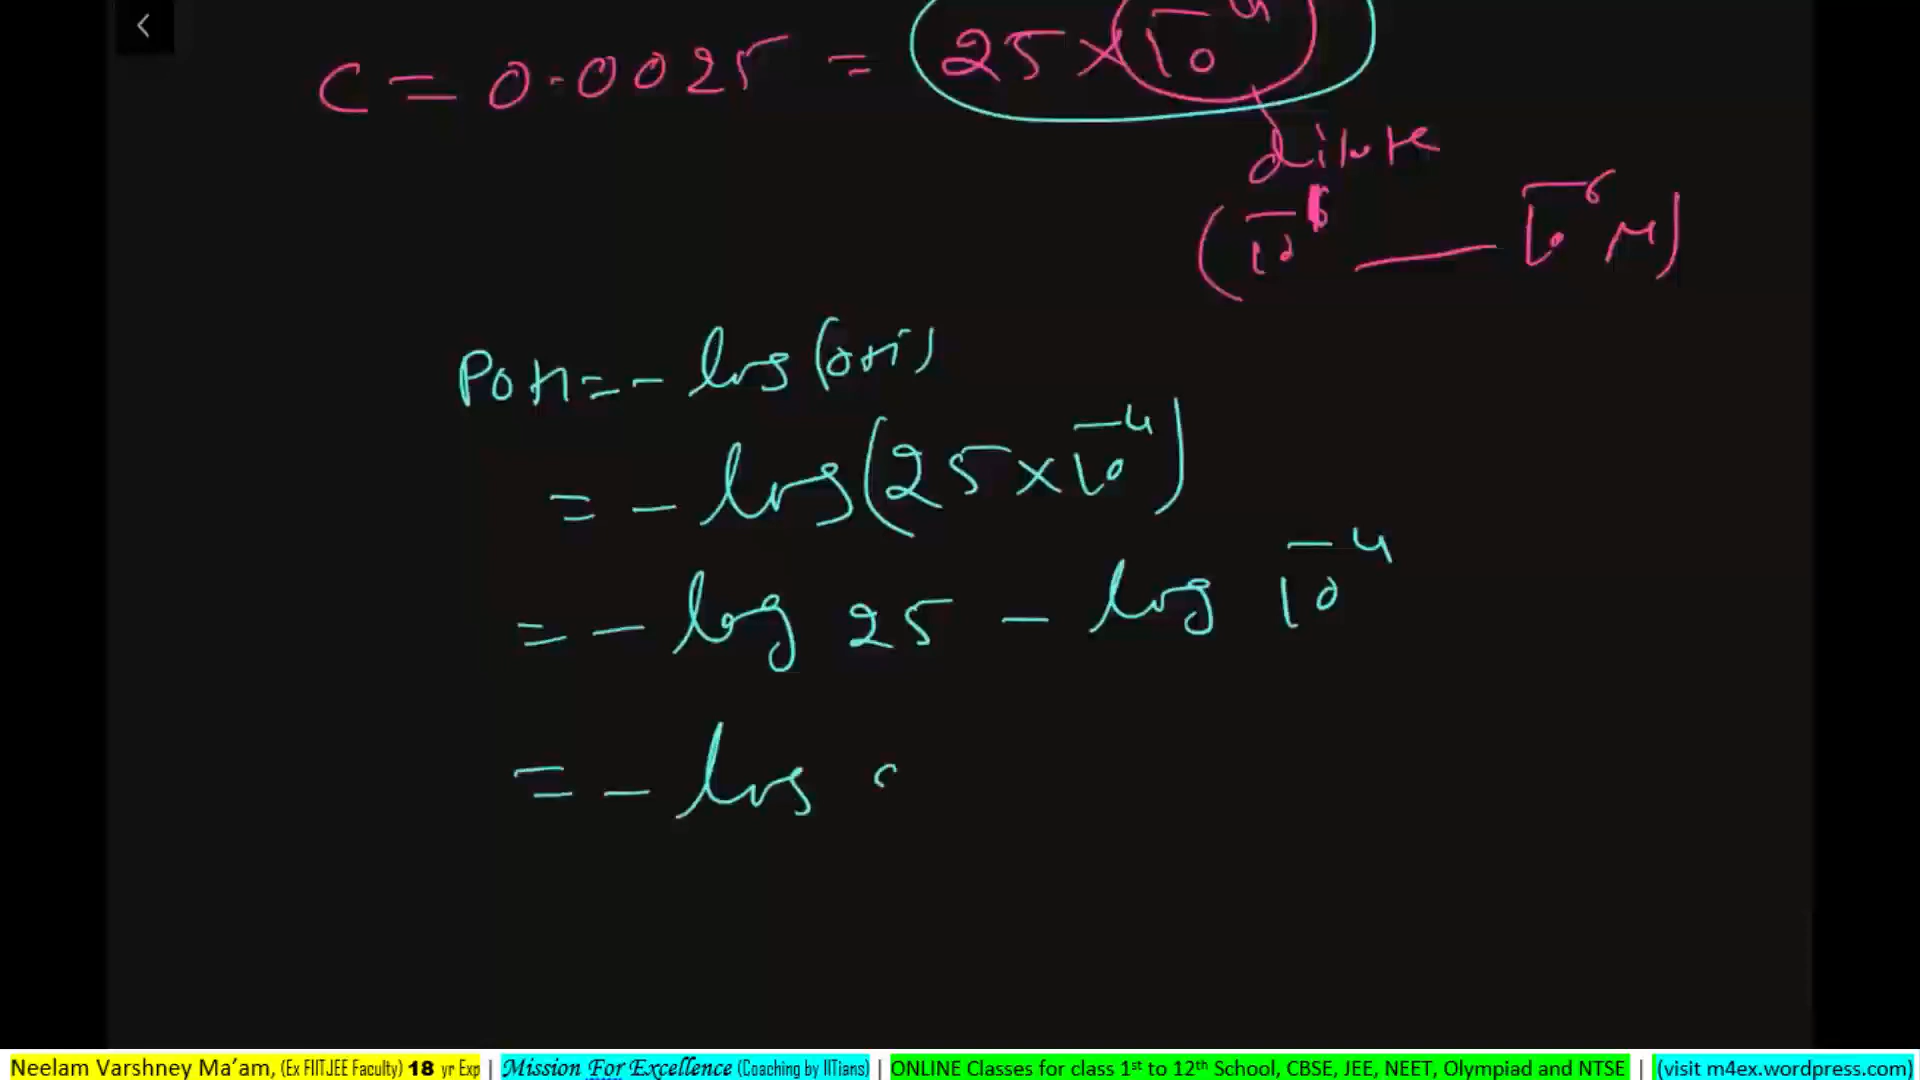 C = 0.0025 = 25 × 10⁻⁴
dilute
10⁻⁶ M)
POH = - log (OH⁻)
= - log (25 × 10⁻⁴)
= - log 25 - log 10⁻⁴
= - log
Neelam Varshney Ma’am, (Ex FIITJEE Faculty) 18 yr Exp | Mission For Excellence (Coaching by IITians) | ONLINE Classes for class 1st to 12th School, CBSE, JEE, NEET, Olympiad and NTSE | (visit m4ex.wordpress.com)